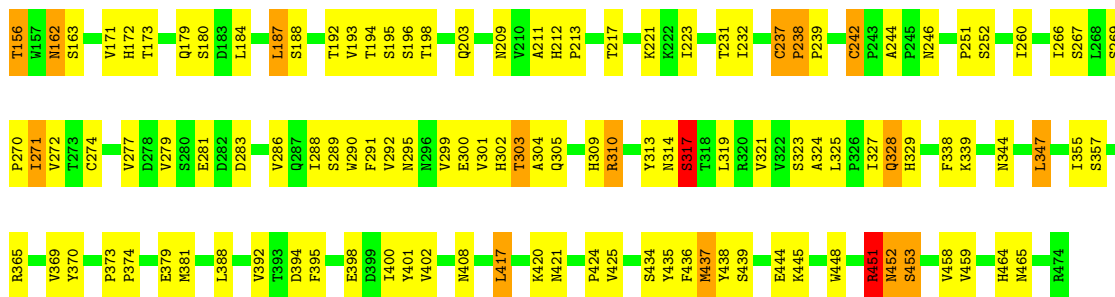 T156 W157 N162 S163 V171 H172 T173 Q179 S180 D183 L184 L187 S188 T192 V193 T194 S195 S196 T198 Q203 N209 V210 A211 H212 P213 T217 K221 K222 I223 T231 I232 C237 P238 P239 C242 P243 A244 P245 N246 P251 S252 I260 I266 S267 L268 S269
P270 I271 V272 T273 C274 V277 D278 V279 S280 E281 D282 D283 V286 Q287 I288 S289 W290 F291 V292 N295 N296 V299 E300 V301 H302 T303 A304 Q305 H309 R310 Y313 N314 S317 T318 L319 R320 V321 V322 S323 A324 L325 P326 I327 Q328 H329 F338 K339 N344 L347 I355 S357
R365 V369 Y370 P373 P374 E379 M381 L388 V392 T393 D394 F395 E398 D399 I400 Y401 V402 N408 L417 K420 N421 P424 V425 S434 Y435 F436 M437 Y438 S439 E444 K445 W448 R451 N452 S453 V458 V459 H464 N465 R474